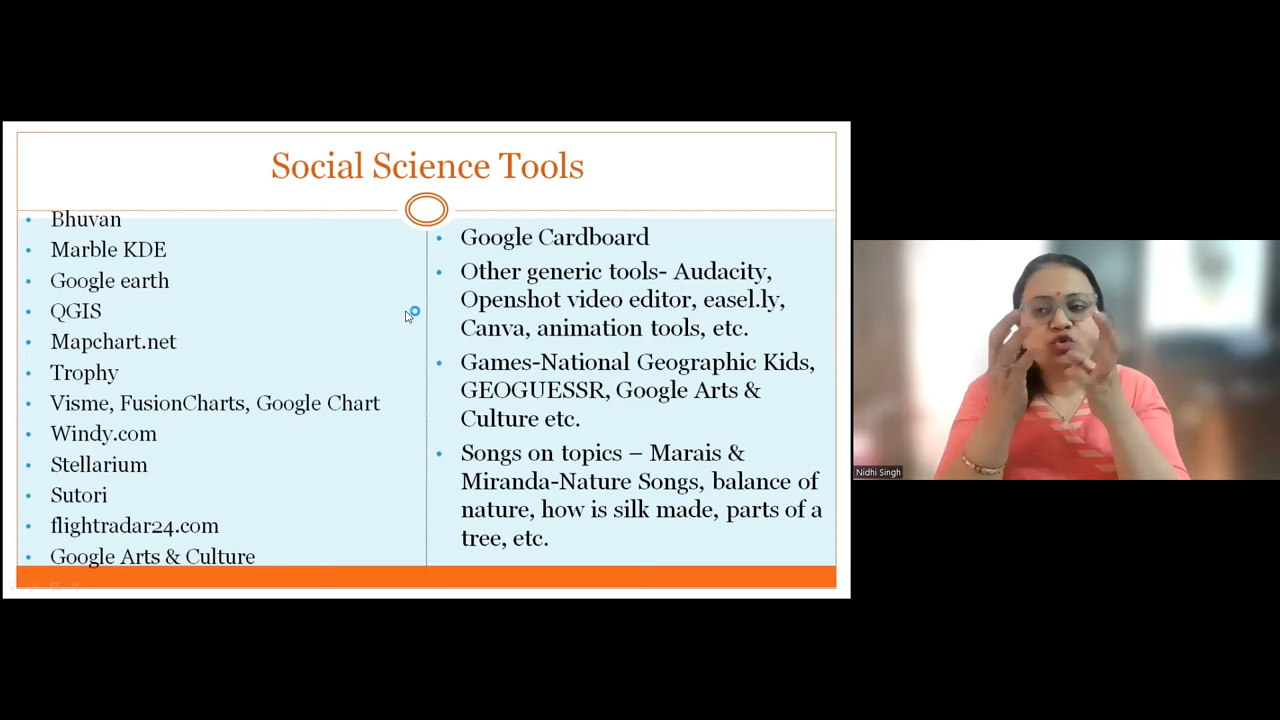 Social Science Tools
Bhuvan
Marble KDE
Google earth
QGIS
Mapchart.net
Trophy
Visme, FusionCharts, Google Chart
Windy.com
Stellarium
Sutori
flightradar24.com
Google Arts & Culture
Google Cardboard
Other generic tools- Audacity,
Openshot video editor, easel.ly,
Canva, animation tools, etc.
Games-National Geographic Kids,
GEOGUESSR, Google Arts &
Culture etc.
Songs on topics – Marais &
Miranda-Nature Songs, balance of
nature, how is silk made, parts of a
tree, etc.
Nidhi Singh